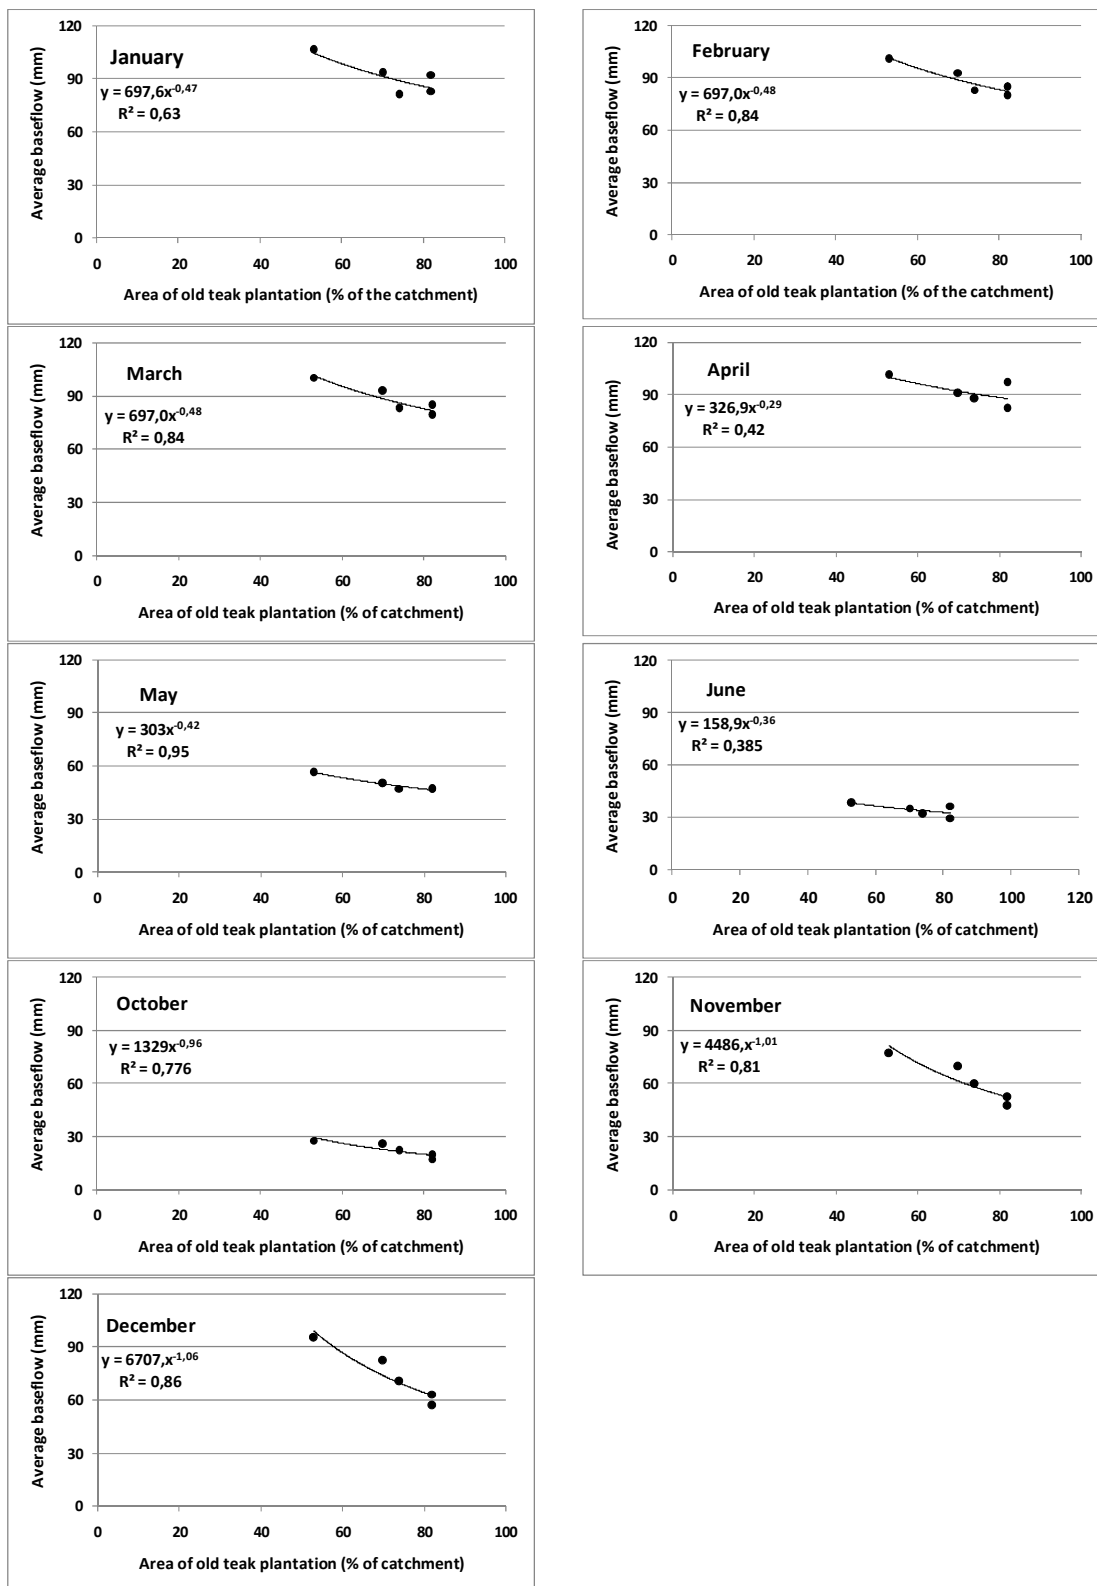 January
y = 697,6x-0,47
R² = 0,63
Average baseflow (mm)
120
90
60
30
0
0 20 40 60 80 100
Area of old teak plantation (% of the catchment)
February
y = 697,0x-0,48
R² = 0,84
Average baseflow (mm)
120
90
60
30
0
0 20 40 60 80 100
Area of old teak plantation (% of the catchment)
March
y = 697,0x-0,48
R² = 0,84
Average baseflow (mm)
120
90
60
30
0
0 20 40 60 80 100
Area of old teak plantation (% of catchment)
April
y = 326,9x-0,29
R² = 0,42
Average baseflow (mm)
120
90
60
30
0
0 20 40 60 80 100
Area of old teak plantation (% of catchment)
May
y = 303x-0,42
R² = 0,95
Average baseflow (mm)
120
90
60
30
0
0 20 40 60 80 100
Area of old teak plantation (% of catchment)
June
y = 158,9x-0,36
R² = 0,385
Average baseflow (mm)
120
90
60
30
0
0 20 40 60 80 100 120
Area of old teak plantation (% of catchment)
October
y = 1329x-0,96
R² = 0,776
Average baseflow (mm)
120
90
60
30
0
0 20 40 60 80 100
Area of old teak plantation (% of catchment)
November
y = 4486,x-1,01
R² = 0,81
Average baseflow (mm)
120
90
60
30
0
0 20 40 60 80 100
Area of old teak plantation (% of catchment)
December
y = 6707,x-1,06
R² = 0,86
Average baseflow (mm)
120
90
60
30
0
0 20 40 60 80 100
Area of old teak plantation (% of catchment)